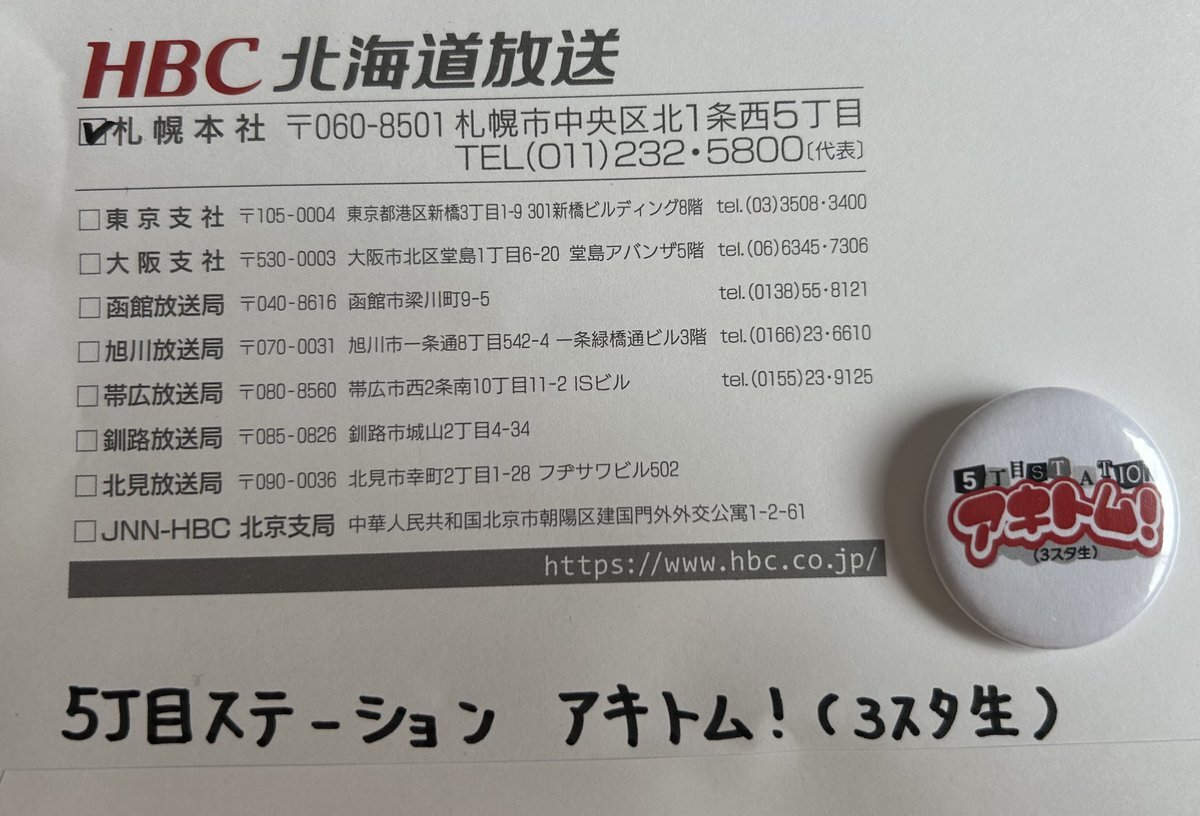 HBC 北海道放送
札幌本社 〒060-8501 札幌市中央区北1条西5丁目
TEL(011)232・5800〔代表〕
東京支社 〒105-0004 東京都港区新橋3丁目1-9 301新橋ビルディング8階 tel.(03)3508・3400
大阪支社 〒530-0003 大阪市北区堂島1丁目6-20 堂島アバンザ5階 tel.(06)6345・7306
函館放送局 〒040-8616 函館市梁川町9-5 tel.(0138)55・8121
旭川放送局 〒070-0031 旭川市一条通8丁目542-4 一条緑橋通ビル3階 tel.(0166)23・6610
帯広放送局 〒080-8560 帯広市西2条南10丁目11-2 ISビル tel.(0155)23・9125
釧路放送局 〒085-0826 釧路市城山2丁目4-34
北見放送局 〒090-0036 北見市幸町2丁目1-28 フヂサワビル502
JNN-HBC 北京支局 中華人民共和国北京市朝陽区建国門外外交公寓1-2-61
https://www.hbc.co.jp/
5丁目STATION
アキトム!
(3スタ生)
5丁目ステーション アキトム!(3スタ生)